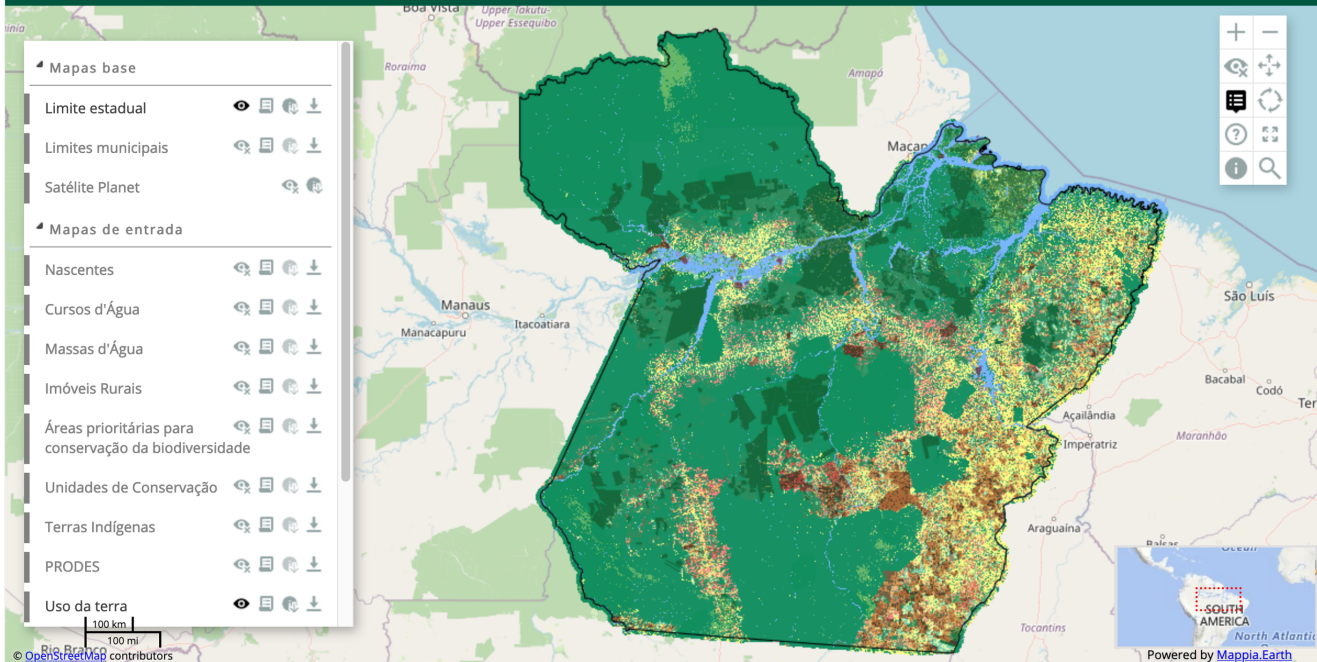 Mapas base
Limite estadual
Limites municipais
Satélite Planet
Mapas de entrada
Nascentes
Cursos d'Água
Massas d'Água
Imóveis Rurais
Áreas prioritárias para
conservação da biodiversidade
Unidades de Conservação
Terras Indígenas
PRODES
Uso da terra
100 km
100 mi
Rio Branco
© OpenStreetMap contributors
Boa Vista
Upper Takutu-
Upper Essequibo
Roraima
Amapá
Manaus
Manacapuru
Itacoatiara
São Luís
Bacabal
Codó
Açailândia
Imperatriz
Maranhão
Araguaína
Balsas
Tocantins
Ocean
SOUTH
AMERICA
North Atlantic
Powered by Mappia.Earth